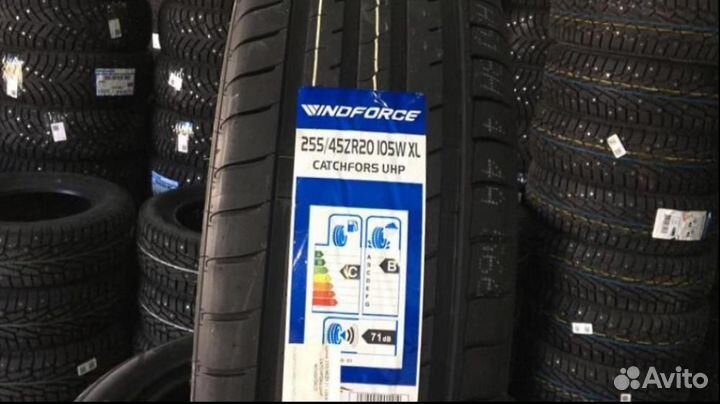 WINDFORCE
255/45ZR20 105W XL
CATCHFORS UHP
A
B
C
D
E
F
G
C
B
71dB
Avito